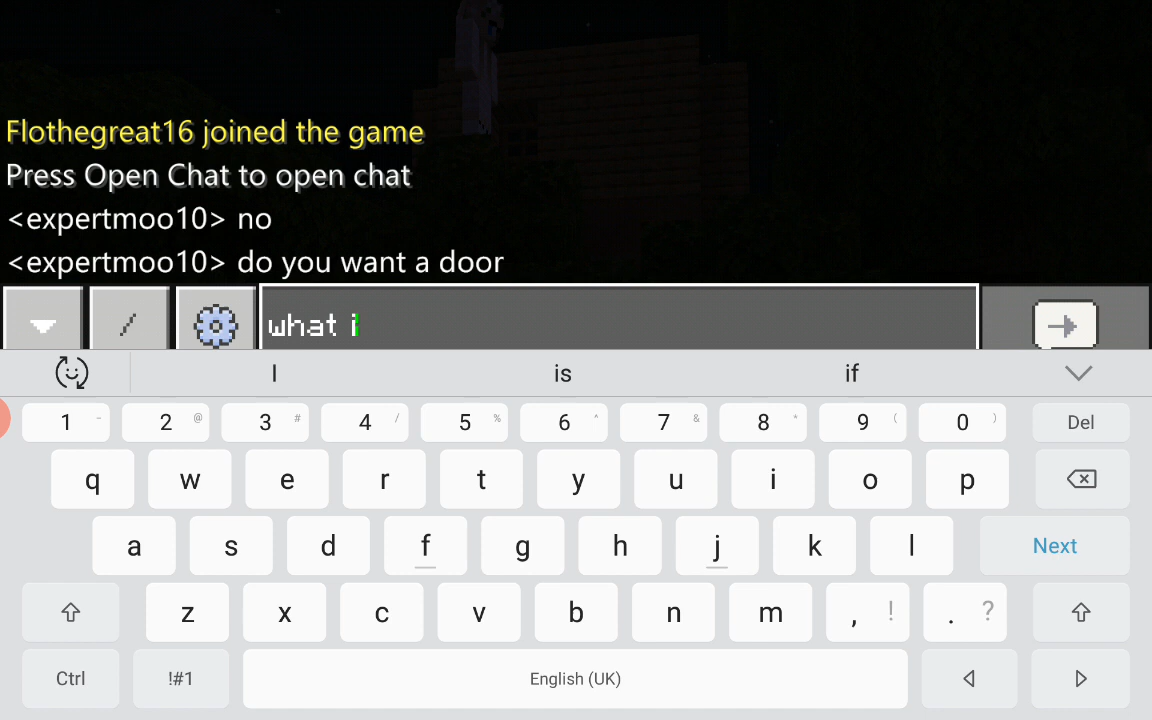 Flothegreat16 joined the game
Press Open Chat to open chat
<expertmoo10> no
<expertmoo10> do you want a door
/ what i
I is if
1 - 2 @ 3 # 4 / 5 % 6 ^ 7 & 8 * 9 ( 0 ) Del
q w e r t y u i o p
a s d f g h j k l Next
z x c v b n m , ! . ?
Ctrl !#1 English (UK)